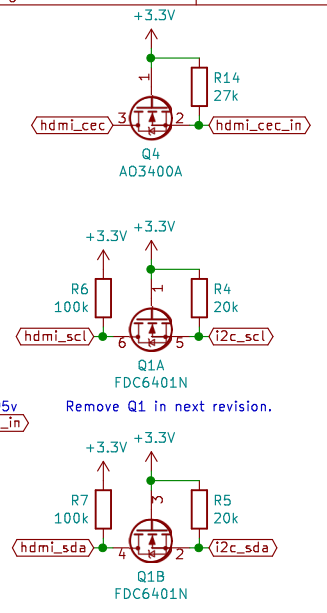 +3.3V
1
R14
27k
hdmi_cec
3
2
hdmi_cec_in
Q4
AO3400A
+3.3V
+3.3V
1
R6
100k
R4
20k
hdmi_scl
6
5
i2c_scl
Q1A
FDC6401N
95v
Remove Q1 in next revision.
_in
+3.3V
+3.3V
3
R7
100k
R5
20k
hdmi_sda
4
2
i2c_sda
Q1B
FDC6401N